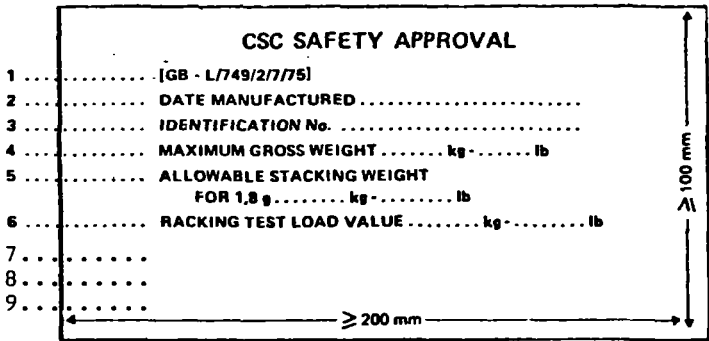 CSC SAFETY APPROVAL
1 ............. [GB - L/749/2/7/75]
2 ............. DATE MANUFACTURED .........................
3 ............. IDENTIFICATION No. ...........................
4 ............. MAXIMUM GROSS WEIGHT ....... kg - ...... lb
5 ............. ALLOWABLE STACKING WEIGHT
FOR 1,8 g ........ kg - ......... lb
6 ............. RACKING TEST LOAD VALUE ........ kg - ........ lb
7 .........
8 .........
9 .........
≥ 200 mm
≥ 100 mm